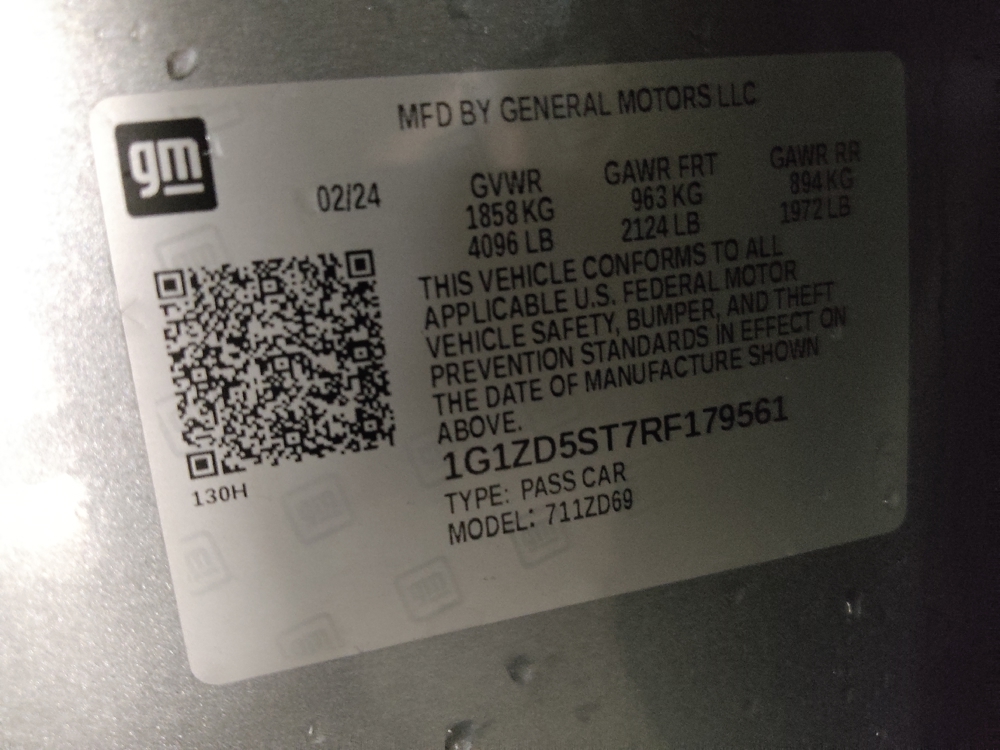 MFD BY GENERAL MOTORS LLC
gm
02/24
GVWR
1858 KG
4096 LB
GAWR FRT
963 KG
2124 LB
GAWR RR
894 KG
1972 LB
THIS VEHICLE CONFORMS TO ALL
APPLICABLE U.S. FEDERAL MOTOR
VEHICLE SAFETY, BUMPER, AND THEFT
PREVENTION STANDARDS IN EFFECT ON
THE DATE OF MANUFACTURE SHOWN
ABOVE.
1G1ZD5ST7RF179561
TYPE: PASS CAR
MODEL: 711ZD69
130H